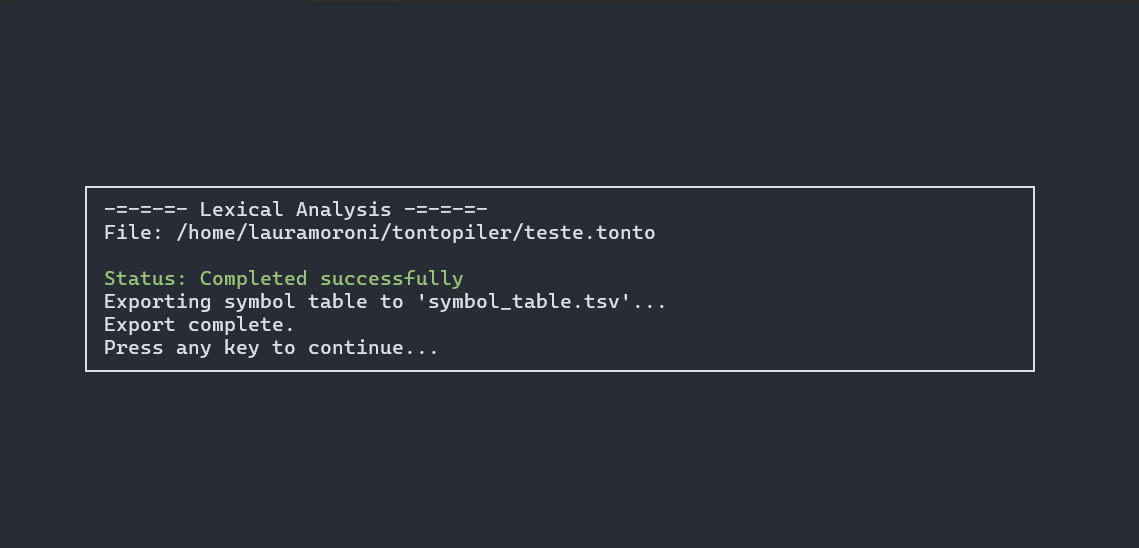 -=-=-=- Lexical Analysis -=-=-=-
File: /home/lauramoroni/tontopiler/teste.tonto
Status: Completed successfully
Exporting symbol table to 'symbol_table.tsv'...
Export complete.
Press any key to continue...